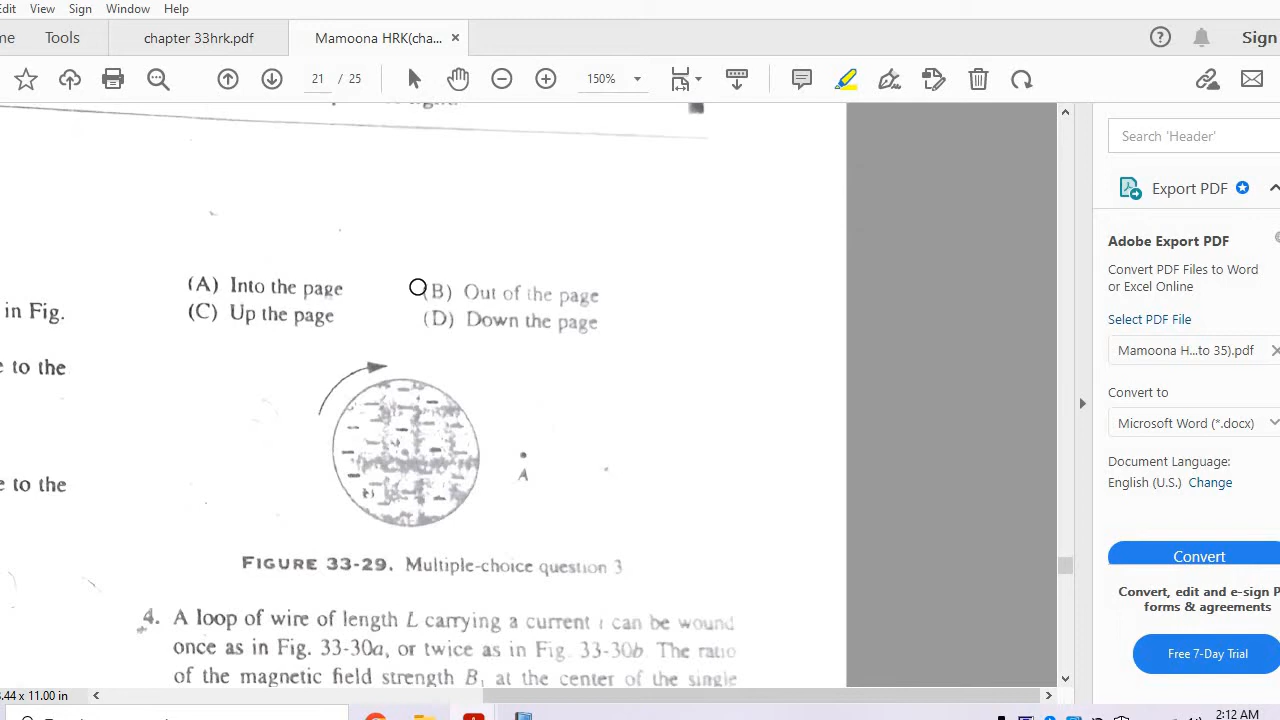 Edit View Sign Window Help
me Tools chapter 33hrk.pdf Mamoona HRK(cha... × Sign
21 / 25 150%
Search 'Header'
Export PDF
Adobe Export PDF
Convert PDF Files to Word
or Excel Online
Select PDF File
Mamoona H...to 35).pdf ×
Convert to
Microsoft Word (*.docx)
Document Language:
English (U.S.) Change
Convert
Convert, edit and e-sign P
forms & agreements
Free 7-Day Trial
in Fig.
e to the
e to the
(A) Into the page (B) Out of the page
(C) Up the page (D) Down the page
A
FIGURE 33-29. Multiple-choice question 3
4. A loop of wire of length L carrying a current i can be wound
once as in Fig. 33-30a, or twice as in Fig. 33-30b. The ratio
of the magnetic field strength B₁ at the center of the single
8.44 x 11.00 in
2:12 AM